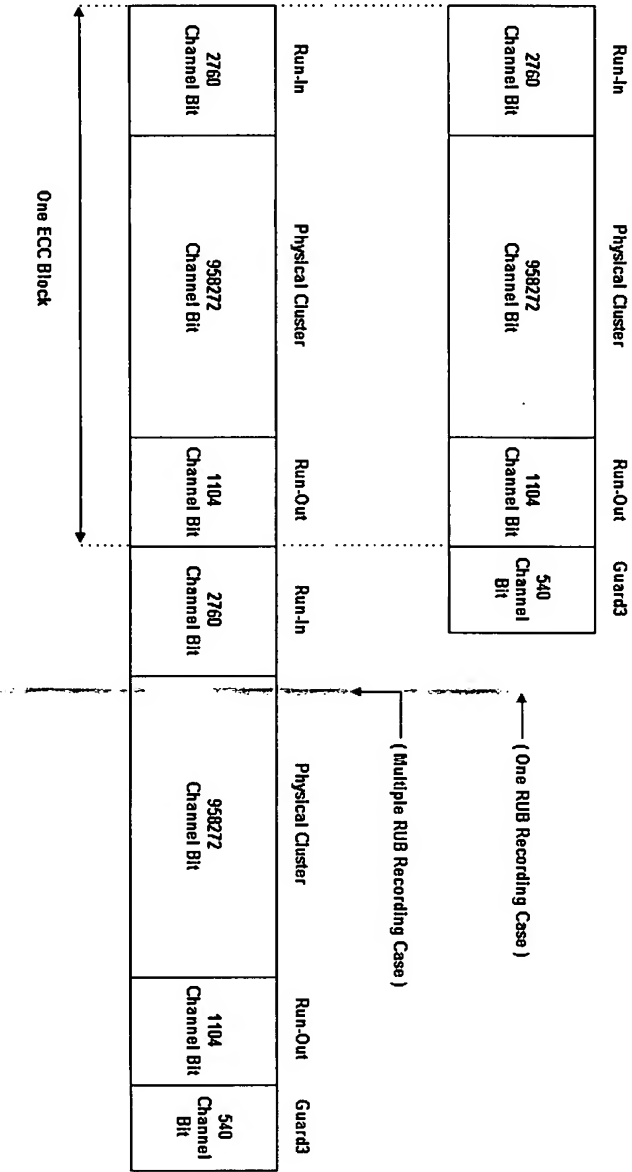 Run-In
Physical Cluster
Run-Out
Guard3
2760
Channel Bit
958272
Channel Bit
1104
Channel Bit
540
Channel
Bit
( One RUB Recording Case )
( Multiple RUB Recording Case )
Run-In
Physical Cluster
Run-Out
Run-In
Physical Cluster
Run-Out
Guard3
2760
Channel Bit
958272
Channel Bit
1104
Channel Bit
2760
Channel Bit
958272
Channel Bit
1104
Channel Bit
540
Channel
Bit
One ECC Block